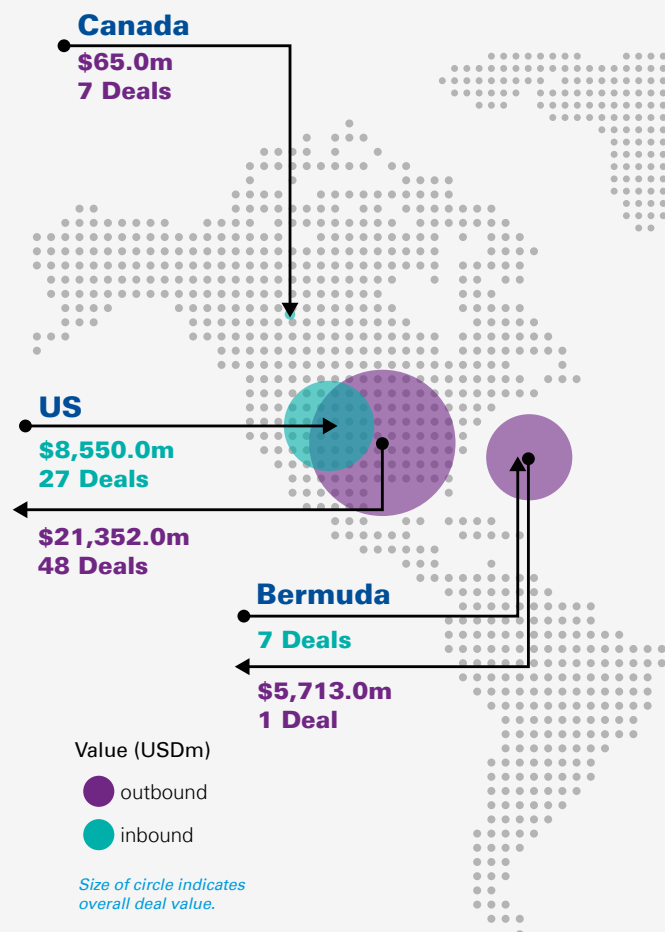 Canada
$65.0m
7 Deals
US
$8,550.0m
27 Deals
$21,352.0m
48 Deals
Bermuda
7 Deals
$5,713.0m
1 Deal
Value (USDm)
outbound
inbound
Size of circle indicates
overall deal value.